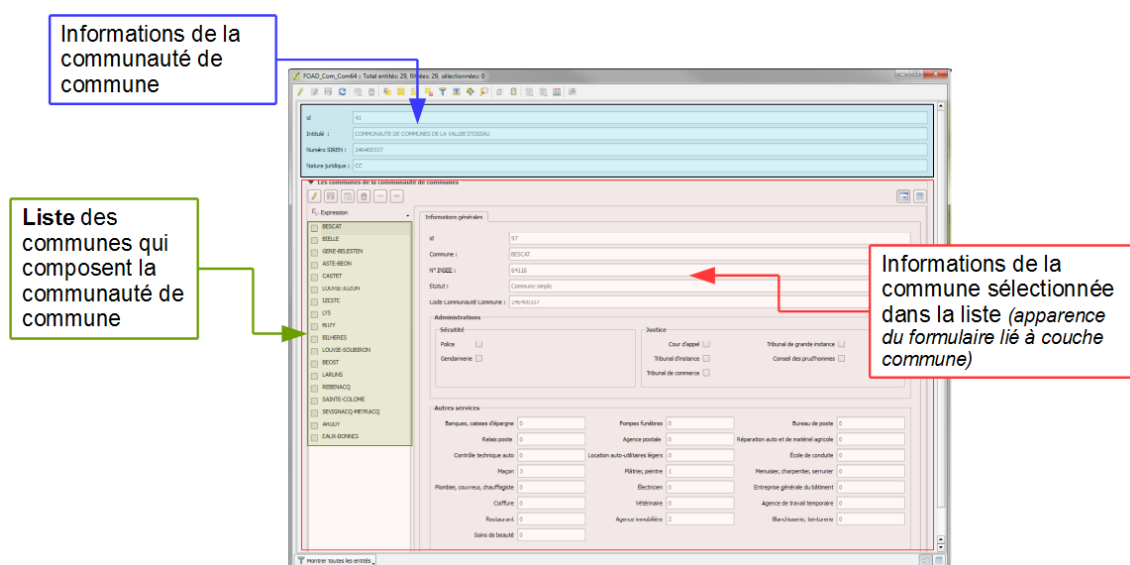 Informations de la
communauté de
commune
FOAD_Com_Com64 :: Total entités: 29, filtrées: 29, sélectionnées: 0
id
41
Intitulé :
COMMUNAUTE DE COMMUNES DE LA VALLEE D'OSSAU
Numéro SIREN :
246400337
Nature juridique :
CC
Les communes de la communauté de communes
Expression
BESCAT
BIELLE
GERE-BELESTEN
ASTE-BEON
CASTET
LOUVIE-JUZON
IZESTE
LYS
BUZY
BILHERES
LOUVIE-SOUBIRON
BEOST
LARUNS
REBENACQ
SAINTE-COLOME
SEVIGNACQ-MEYRACQ
ARUDY
EAUX-BONNES
Informations générales
id
97
Commune :
BESCAT
N° INSEE :
64116
Statut :
Commune simple
Code Communauté Commune :
246400337
Administrations
Sécutité
Police
Gendarmerie
Justice
Cour d'appel
Tribunal de grande instance
Tribunal d'instance
Conseil des prud'hommes
Tribunal de commerce
Autres services
Banques, caisses d'épargne 0
Pompes funèbres 0
Bureau de poste 0
Relais poste 0
Agence postale 0
Réparation auto et de matériel agricole 0
Contrôle technique auto 0
Location auto-utilitaires légers 0
École de conduite 0
Maçon 3
Plâtrier, peintre 1
Menuisier, charpentier, serrurier 0
Plombier, couvreur, chauffagiste 0
Électricien 0
Entreprise générale du bâtiment 0
Coiffure 0
Vétérinaire 0
Agence de travail temporaire 0
Restaurant 0
Agence immobilière 2
Blanchisserie, teinturerie 0
Soins de beauté 0
Montrer toutes les entités
Liste des
communes qui
composent la
communauté de
commune
Informations de la
commune sélectionnée
dans la liste (apparence
du formulaire lié à couche
commune)